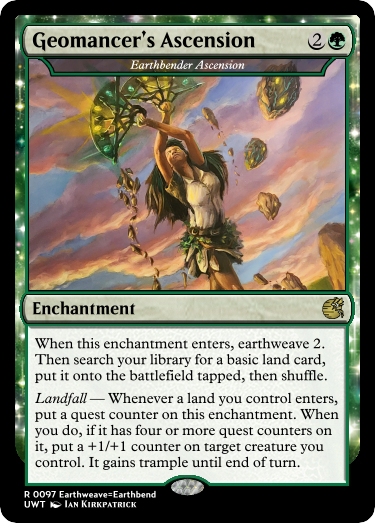 Geomancer's Ascension 2
Earthbender Ascension
Enchantment
When this enchantment enters, earthweave 2.
Then search your library for a basic land card,
put it onto the battlefield tapped, then shuffle.
Landfall — Whenever a land you control enters,
put a quest counter on this enchantment. When
you do, if it has four or more quest counters on
it, put a +1/+1 counter on target creature you
control. It gains trample until end of turn.
R 0097 Earthweave=Earthbend
UWT Ian Kirkpatrick